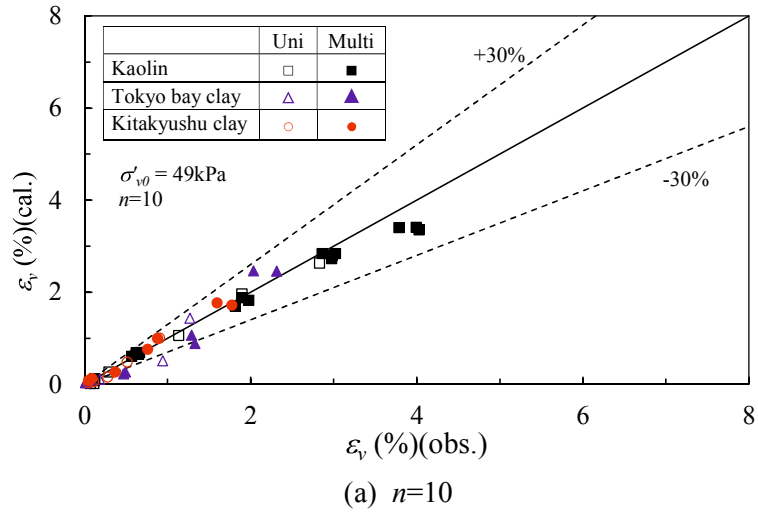 8
6
4
2
0
0 2 4 6 8
εv (%)(cal.)
εv (%)(obs.)
Uni Multi
Kaolin □ ■
Tokyo bay clay △ ▲
Kitakyushu clay ○ ●
σ'v0 = 49kPa
n=10
+30%
-30%
(a) n=10